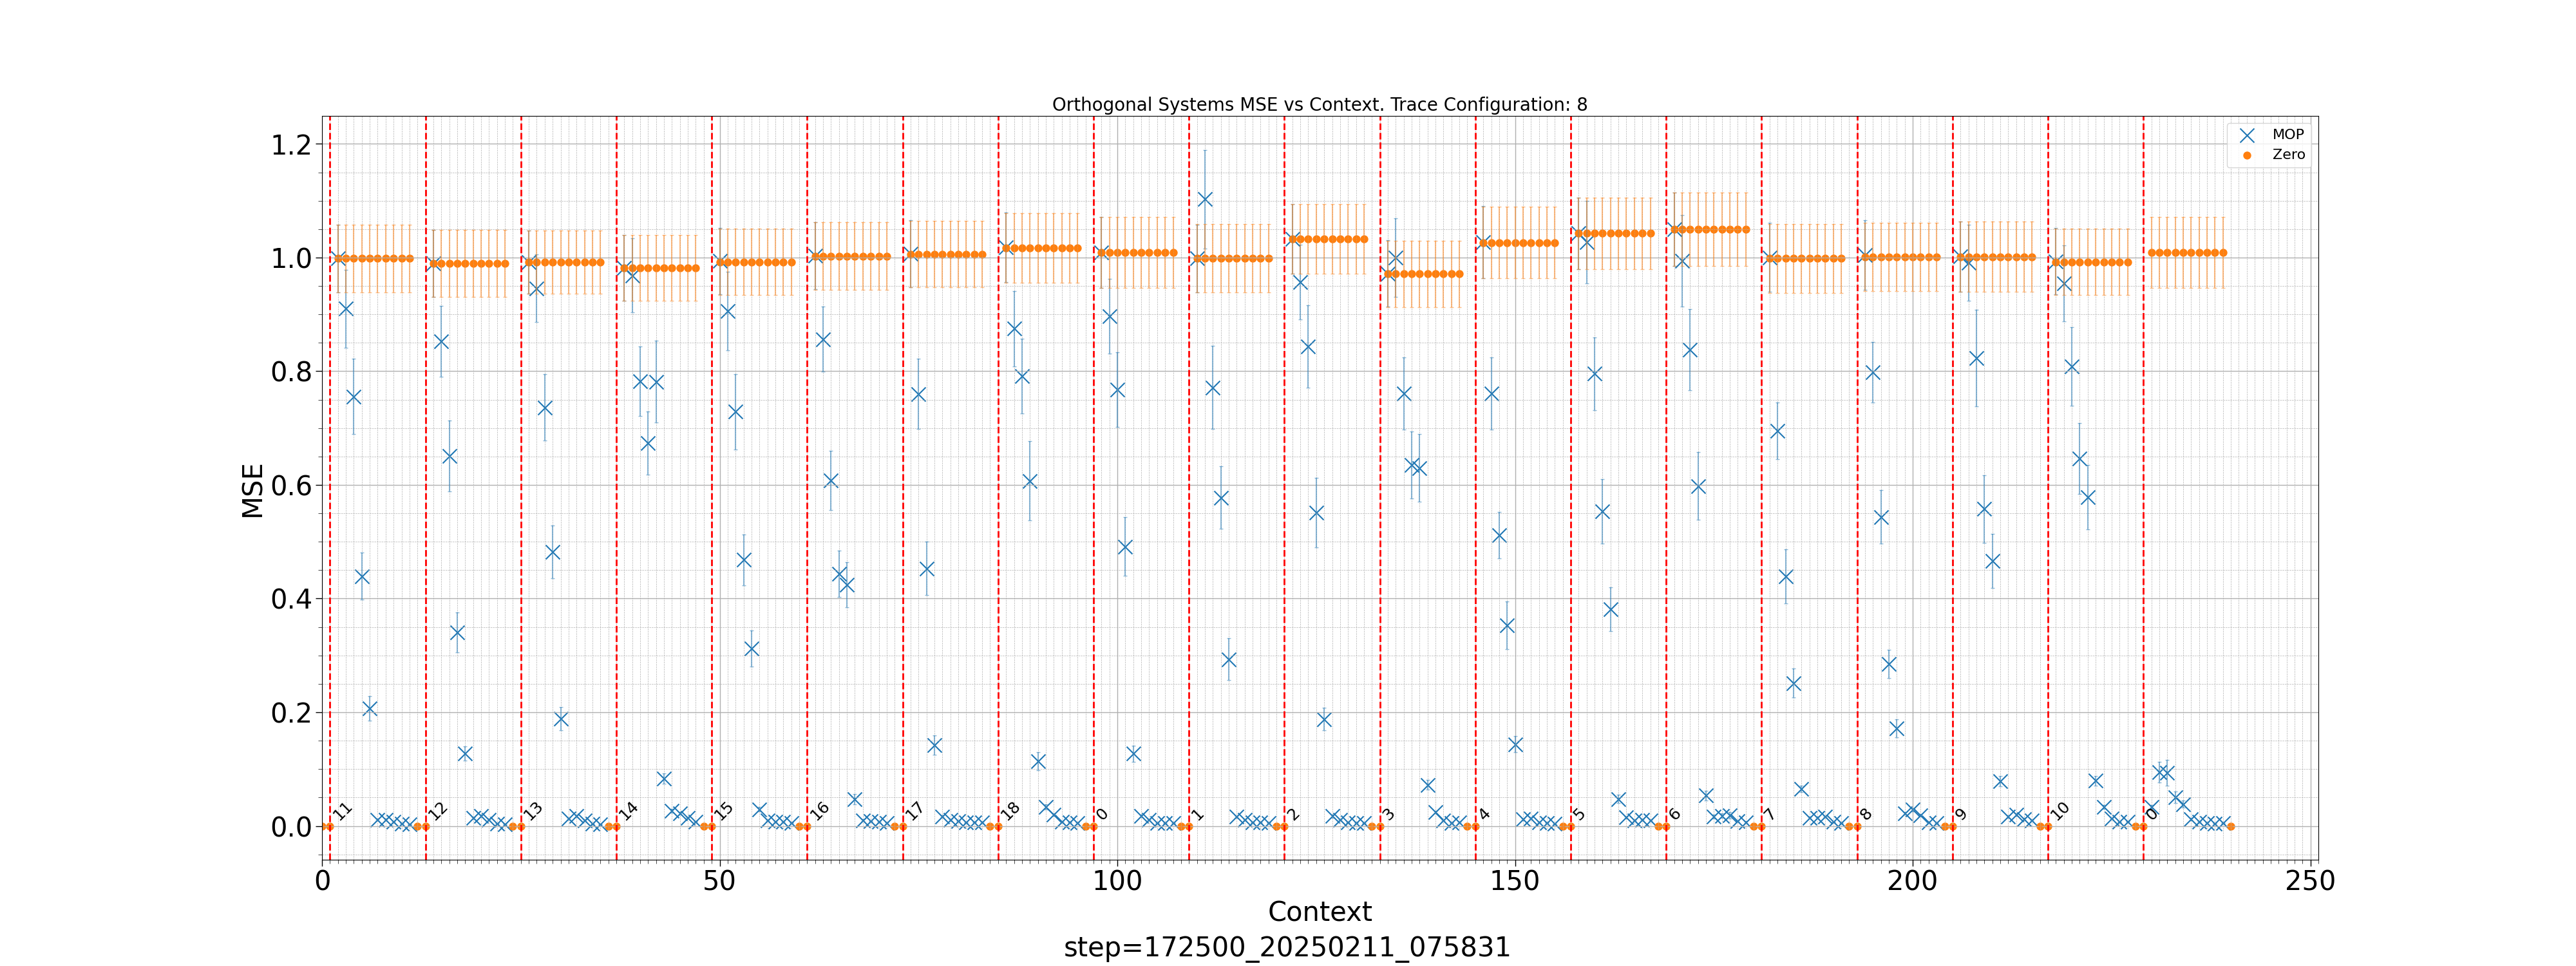 Orthogonal Systems MSE vs Context. Trace Configuration: 8
MOP
Zero
1.2
1.0
0.8
0.6
0.4
0.2
0.0
MSE
11 12 13 14 15 16 17 18 0 1 2 3 4 5 6 7 8 9 10 0
0 50 100 150 200 250
Context
step=172500_20250211_075831